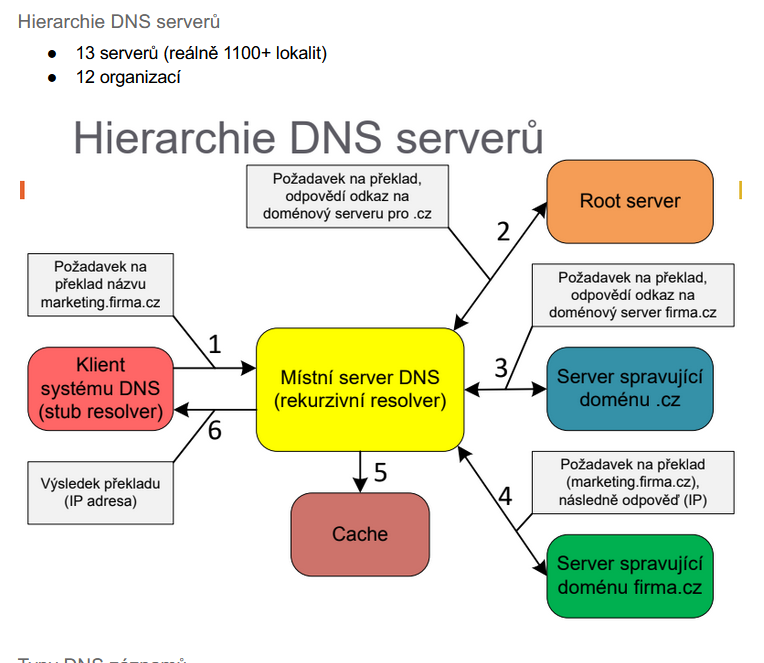 Hierarchie DNS serverů
● 13 serverů (reálně 1100+ lokalit)
● 12 organizací
Hierarchie DNS serverů
Požadavek na překlad,
odpovědí odkaz na
doménový serveru pro .cz
2
Root server
Požadavek na
překlad názvu
marketing.firma.cz
1
Požadavek na překlad,
odpovědí odkaz na
doménový server firma.cz
3
Klient
systému DNS
(stub resolver)
Místní server DNS
(rekurzivní resolver)
Server spravující
doménu .cz
6
Výsledek překladu
(IP adresa)
5
Cache
4
Požadavek na překlad
(marketing.firma.cz),
následně odpověď (IP)
Server spravující
doménu firma.cz
Typy DNS záznamů